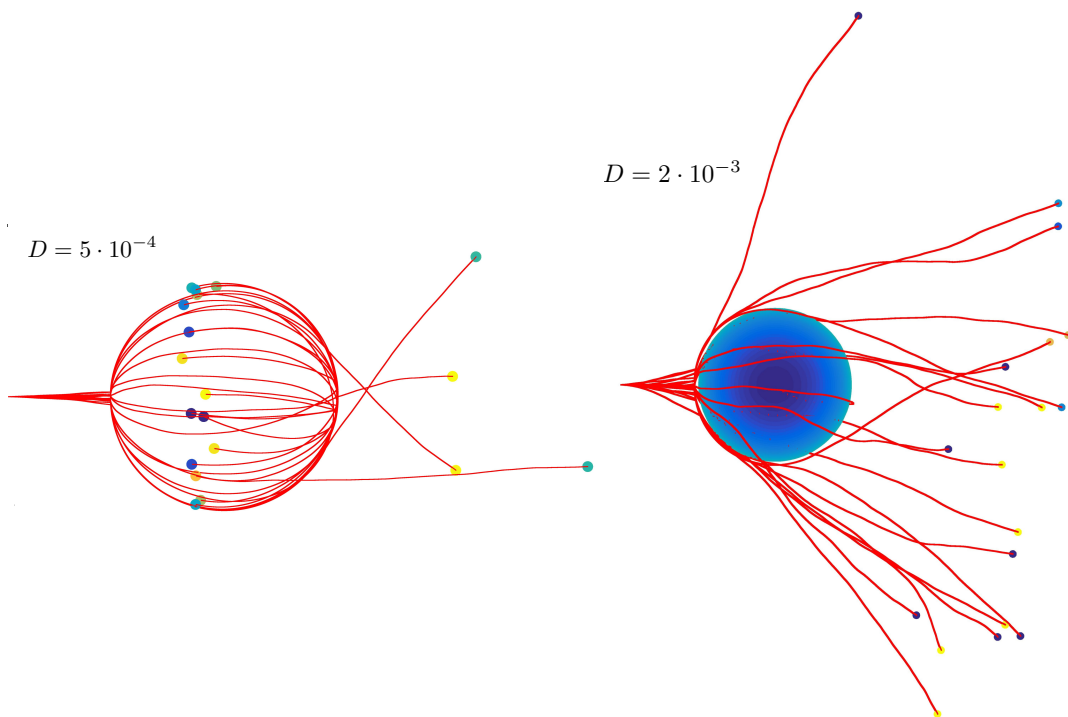 D = 5 · 10⁻⁴
D = 2 · 10⁻³